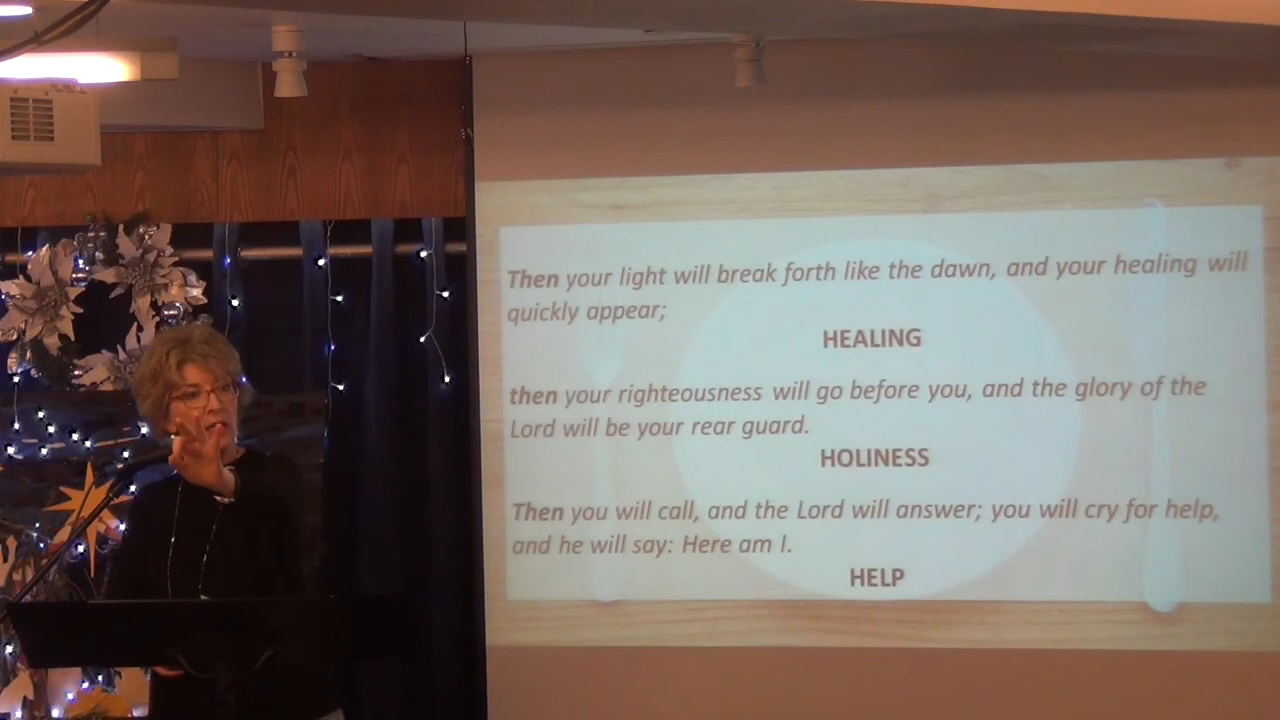 Then your light will break forth like the dawn, and your healing will
quickly appear;
HEALING
then your righteousness will go before you, and the glory of the
Lord will be your rear guard.
HOLINESS
Then you will call, and the Lord will answer; you will cry for help,
and he will say: Here am I.
HELP